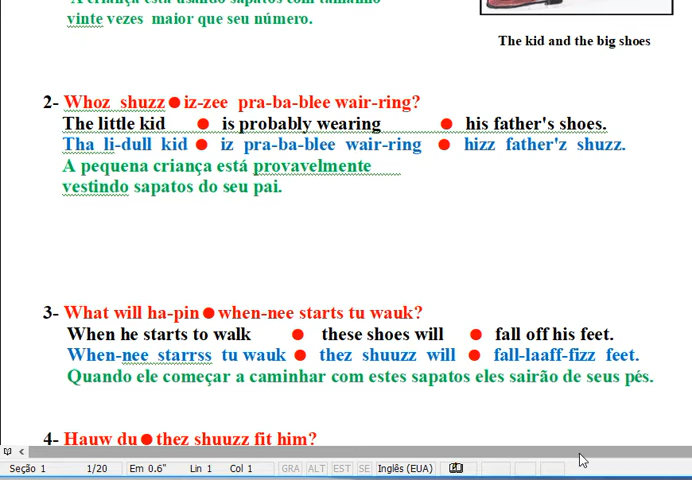 A criança está usando sapatos com tamanho
vinte vezes maior que seu número.
The kid and the big shoes
2- Whoz shuzz ● iz-zee pra-ba-blee wair-ring?
The little kid ● is probably wearing ● his father's shoes.
Tha li-dull kid ● iz pra-ba-blee wair-ring ● hizz father'z shuzz.
A pequena criança está provavelmente
vestindo sapatos do seu pai.
3- What will ha-pin ● when-nee starts tu wauk?
When he starts to walk ● these shoes will ● fall off his feet.
When-nee starrss tu wauk ● thez shuuzz will ● fall-laaff-fizz feet.
Quando ele começar a caminhar com estes sapatos eles sairão de seus pés.
4- Hauw du ● thez shuuzz fit him?
Seção 1 1/20 Em 0.6" Lin 1 Col 1 GRA ALT EST SE Inglês (EUA)